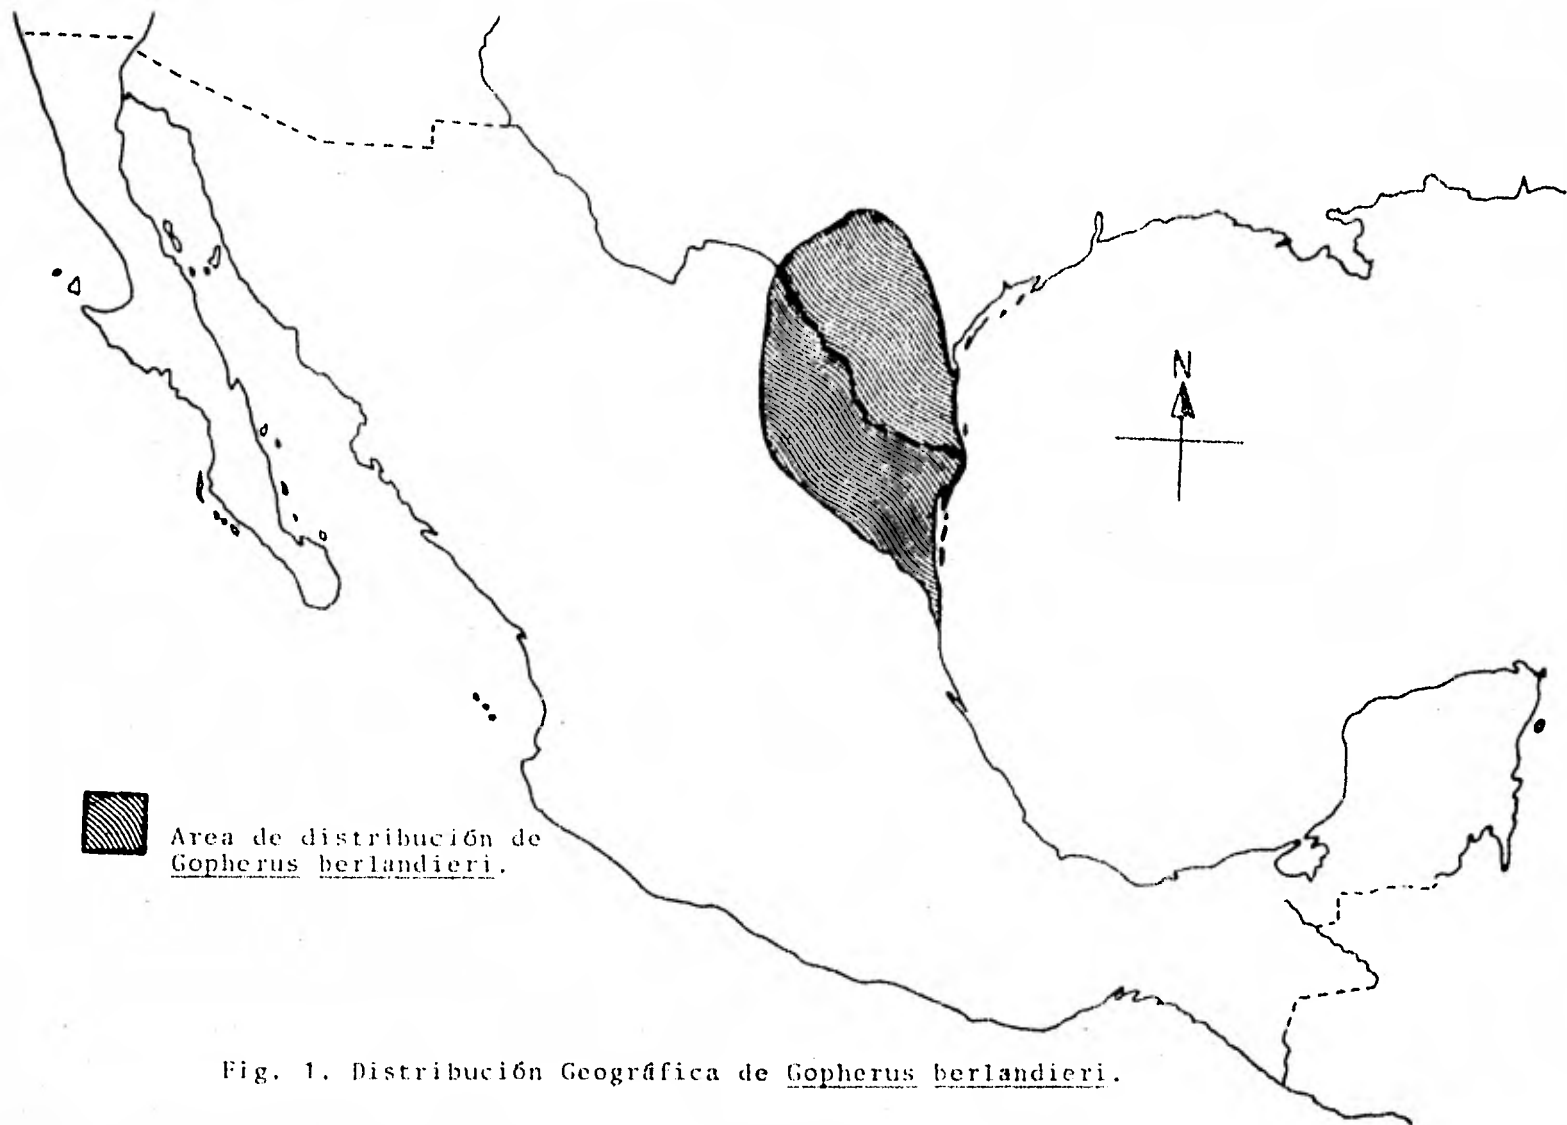 N
Area de distribución de
Gopherus berlandieri.
Fig. 1. Distribución Geográfica de Gopherus berlandieri.